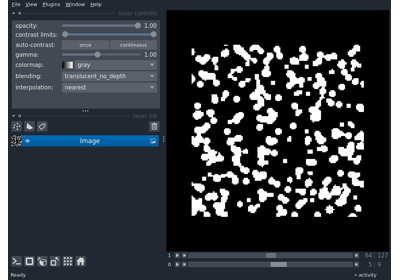 File View Plugins Window Help
layer controls
opacity: 1.00
contrast limits:
auto-contrast: once continuous
gamma: 1.00
colormap: gray
blending: translucent_no_depth
interpolation: nearest
layer list
Image
1 64 127
0 5 9
Ready activity